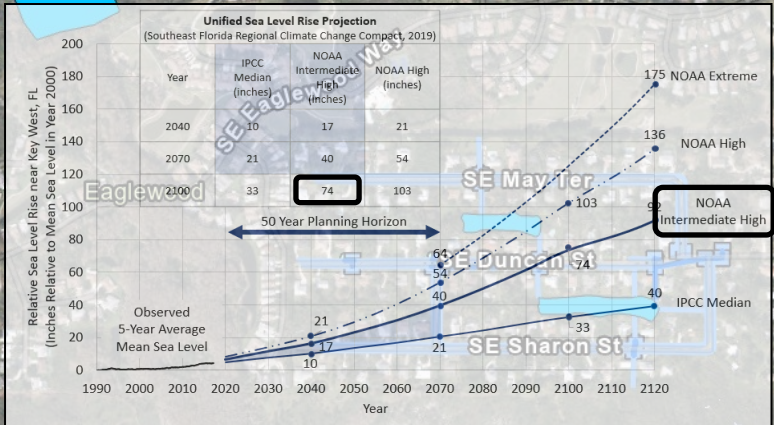 Unified Sea Level Rise Projection
(Southeast Florida Regional Climate Change Compact, 2019)
Year
IPCC Median (inches)
NOAA Intermediate High (inches)
NOAA High (inches)
2040 10 17 21
2070 21 40 54
2100 33 74 103
SE Eaglewood Way
Eaglewood
SE May Ter
SE Duncan St
SE Sharon St
Relative Sea Level Rise near Key West, FL
(Inches Relative to Mean Sea Level in Year 2000)
200
180
160
140
120
100
80
60
40
20
0
50 Year Planning Horizon
Observed
5-Year Average
Mean Sea Level
175 NOAA Extreme
136
NOAA High
103
92
NOAA
Intermediate High
64
54
40
74
40
IPCC Median
21
17
10
21
33
1990 2000 2010 2020 2030 2040 2050 2060 2070 2080 2090 2100 2110 2120
Year